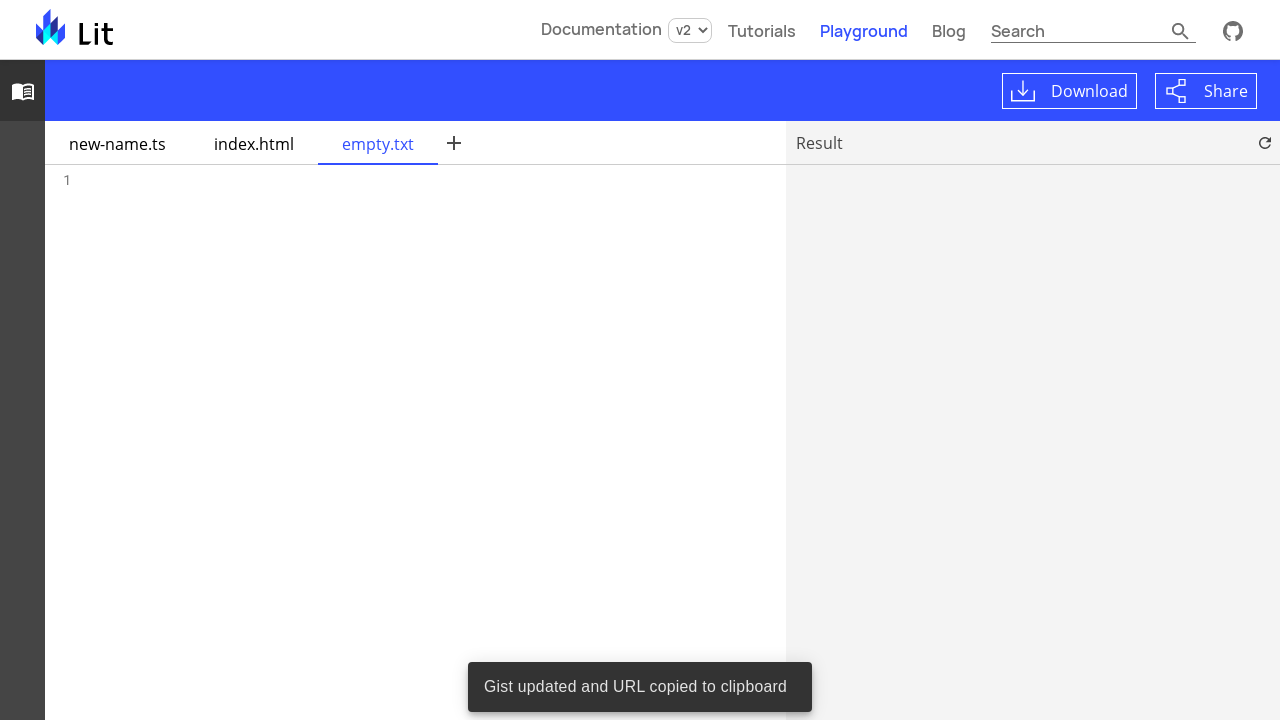 Lit
Documentation v2 Tutorials Playground Blog Search
Download Share
new-name.ts index.html empty.txt Result
1
Gist updated and URL copied to clipboard